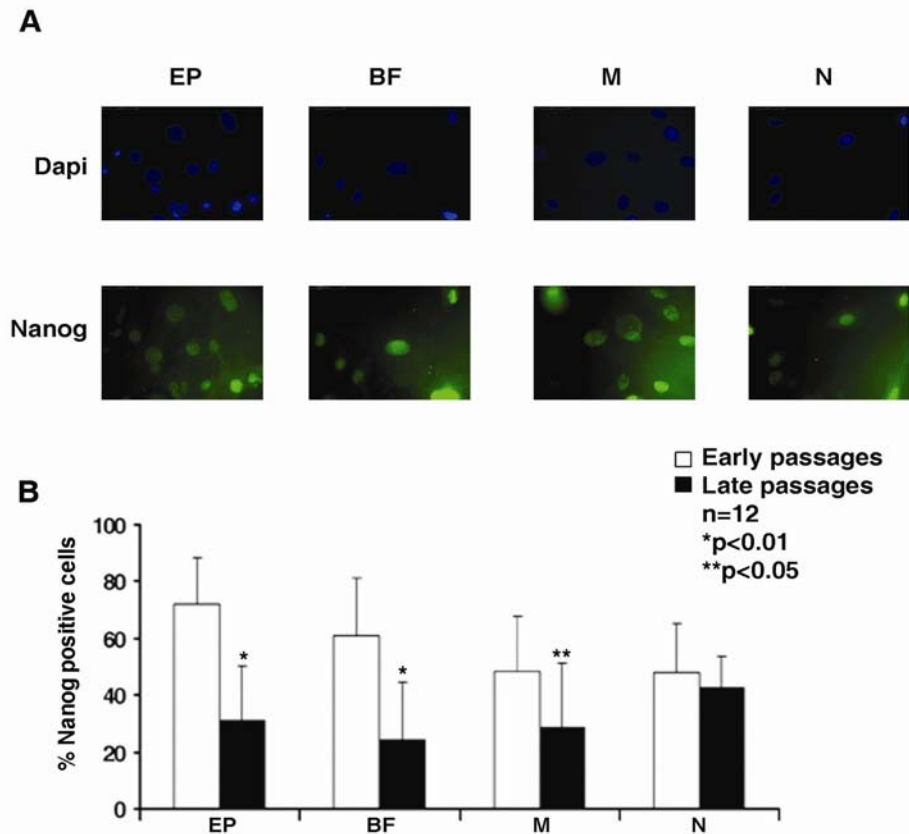 A
EP BF M N
Dapi
Nanog
B
Early passages
Late passages
n=12
*p<0.01
**p<0.05
% Nanog positive cells
100
80
60
40
20
0
* * **
EP BF M N